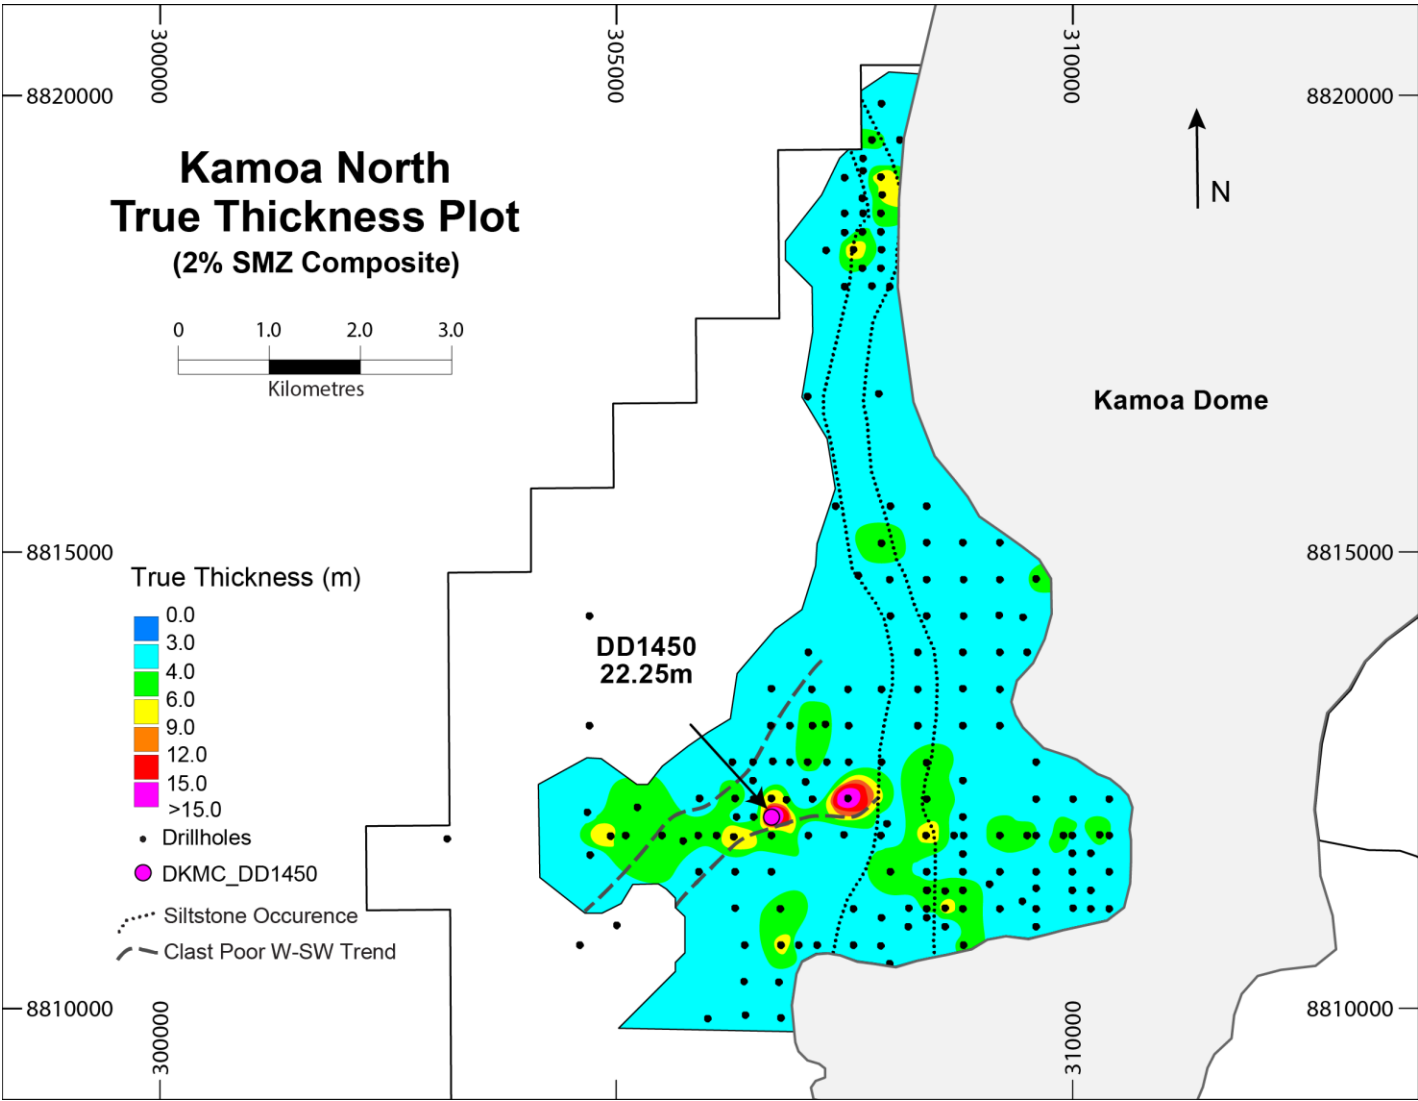 300000
305000
310000
8820000
8820000
Kamoa North
True Thickness Plot
(2% SMZ Composite)
N
0 1.0 2.0 3.0
Kilometres
Kamoa Dome
8815000
8815000
True Thickness (m)
0.0
3.0
4.0
6.0
9.0
12.0
15.0
>15.0
DD1450
22.25m
Drillholes
DKMC_DD1450
Siltstone Occurence
Clast Poor W-SW Trend
8810000
8810000
300000
310000